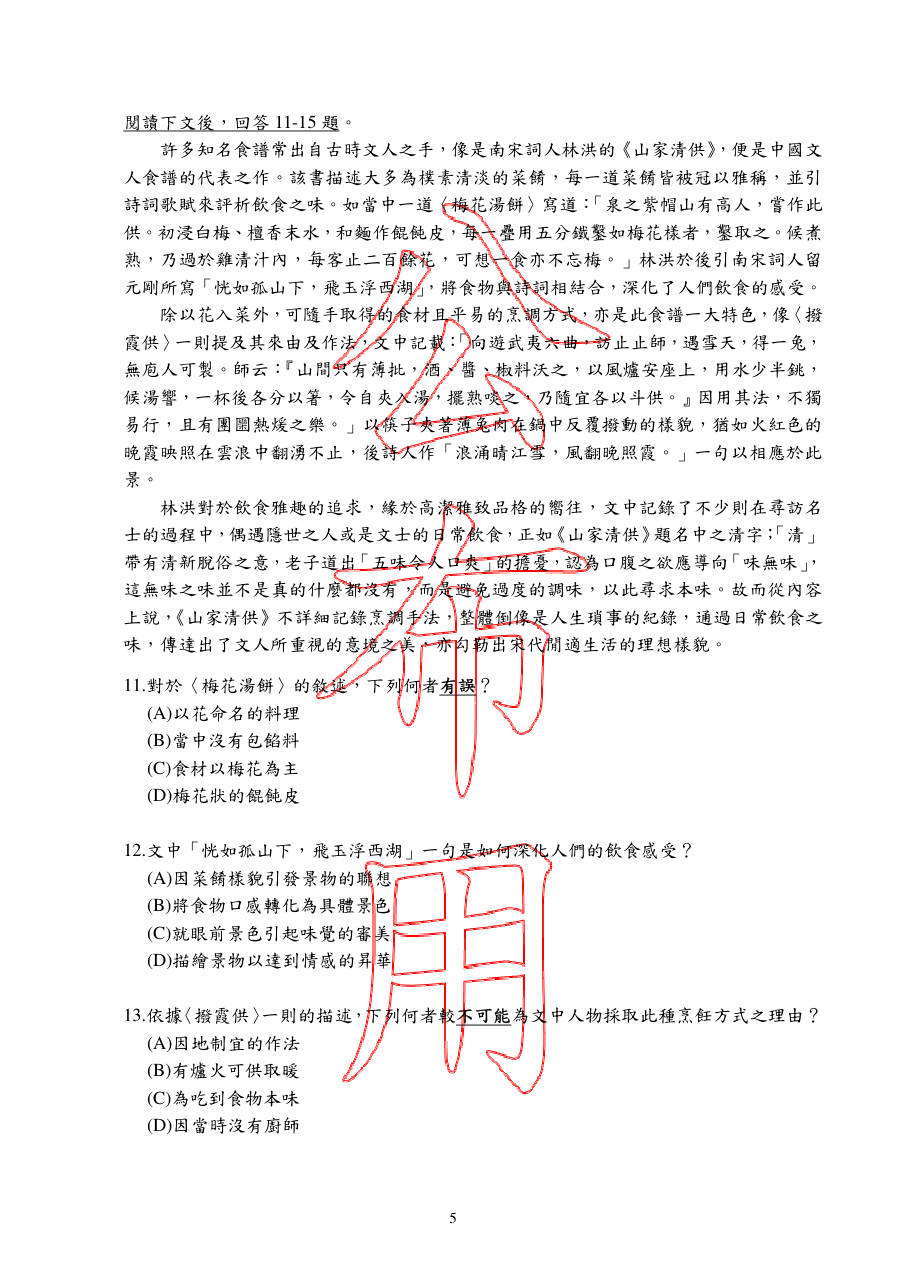 閱讀下文後,回答 11-15 題。
許多知名食譜常出自古時文人之手,像是南宋詞人林洪的《山家清供》,便是中國文
人食譜的代表之作。該書描述大多為樸素清淡的菜餚,每一道菜餚皆被冠以雅稱,並引
詩詞歌賦來評析飲食之味。如當中一道〈梅花湯餅〉寫道:「泉之紫帽山有高人,嘗作此
供。初浸白梅、檀香末水,和麵作餛飩皮,每一疊用五分鐵鑿如梅花樣者,鑿取之。候煮
熟,乃過於雞清汁內,每客止二百餘花,可想一食亦不忘梅。」林洪於後引南宋詞人留
元剛所寫「恍如孤山下,飛玉浮西湖」,將食物與詩詞相結合,深化了人們飲食的感受。
除以花入菜外,可隨手取得的食材且平易的烹調方式,亦是此食譜一大特色,像〈撥
霞供〉一則提及其來由及作法,文中記載:「向遊武夷六曲,訪止止師,遇雪天,得一兔,
無庖人可製。師云:『山間只有薄批,酒、醬、椒料沃之,以風爐安座上,用水少半銚,
候湯響,一杯後各分以箸,令自夾入湯,擺熟啖之,乃隨宜各以斗供。』因用其法,不獨
易行,且有團圞熱煖之樂。」以筷子夾著薄兔肉在鍋中反覆撥動的樣貌,猶如火紅色的
晚霞映照在雲浪中翻湧不止,後詩人作「浪涌晴江雪,風翻晚照霞。」一句以相應於此
景。
林洪對於飲食雅趣的追求,緣於高潔雅致品格的嚮往,文中記錄了不少則在尋訪名
士的過程中,偶遇隱世之人或是文士的日常飲食,正如《山家清供》題名中之清字;「清」
帶有清新脫俗之意,老子道出「五味令人口爽」的擔憂,認為口腹之欲應導向「味無味」,
這無味之味並不是真的什麼都沒有,而是避免過度的調味,以此尋求本味。故而從內容
上說,《山家清供》不詳細記錄烹調手法,整體倒像是人生瑣事的紀錄,通過日常飲食之
味,傳達出了文人所重視的意境之美,亦勾勒出宋代閒適生活的理想樣貌。
11.對於〈梅花湯餅〉的敘述,下列何者有誤?
(A)以花命名的料理
(B)當中沒有包餡料
(C)食材以梅花為主
(D)梅花狀的餛飩皮
12.文中「恍如孤山下,飛玉浮西湖」一句是如何深化人們的飲食感受?
(A)因菜餚樣貌引發景物的聯想
(B)將食物口感轉化為具體景色
(C)就眼前景色引起味覺的審美
(D)描繪景物以達到情感的昇華
13.依據〈撥霞供〉一則的描述,下列何者較不可能為文中人物採取此種烹飪方式之理由?
(A)因地制宜的作法
(B)有爐火可供取暖
(C)為吃到食物本味
(D)因當時沒有廚師
公布用
5